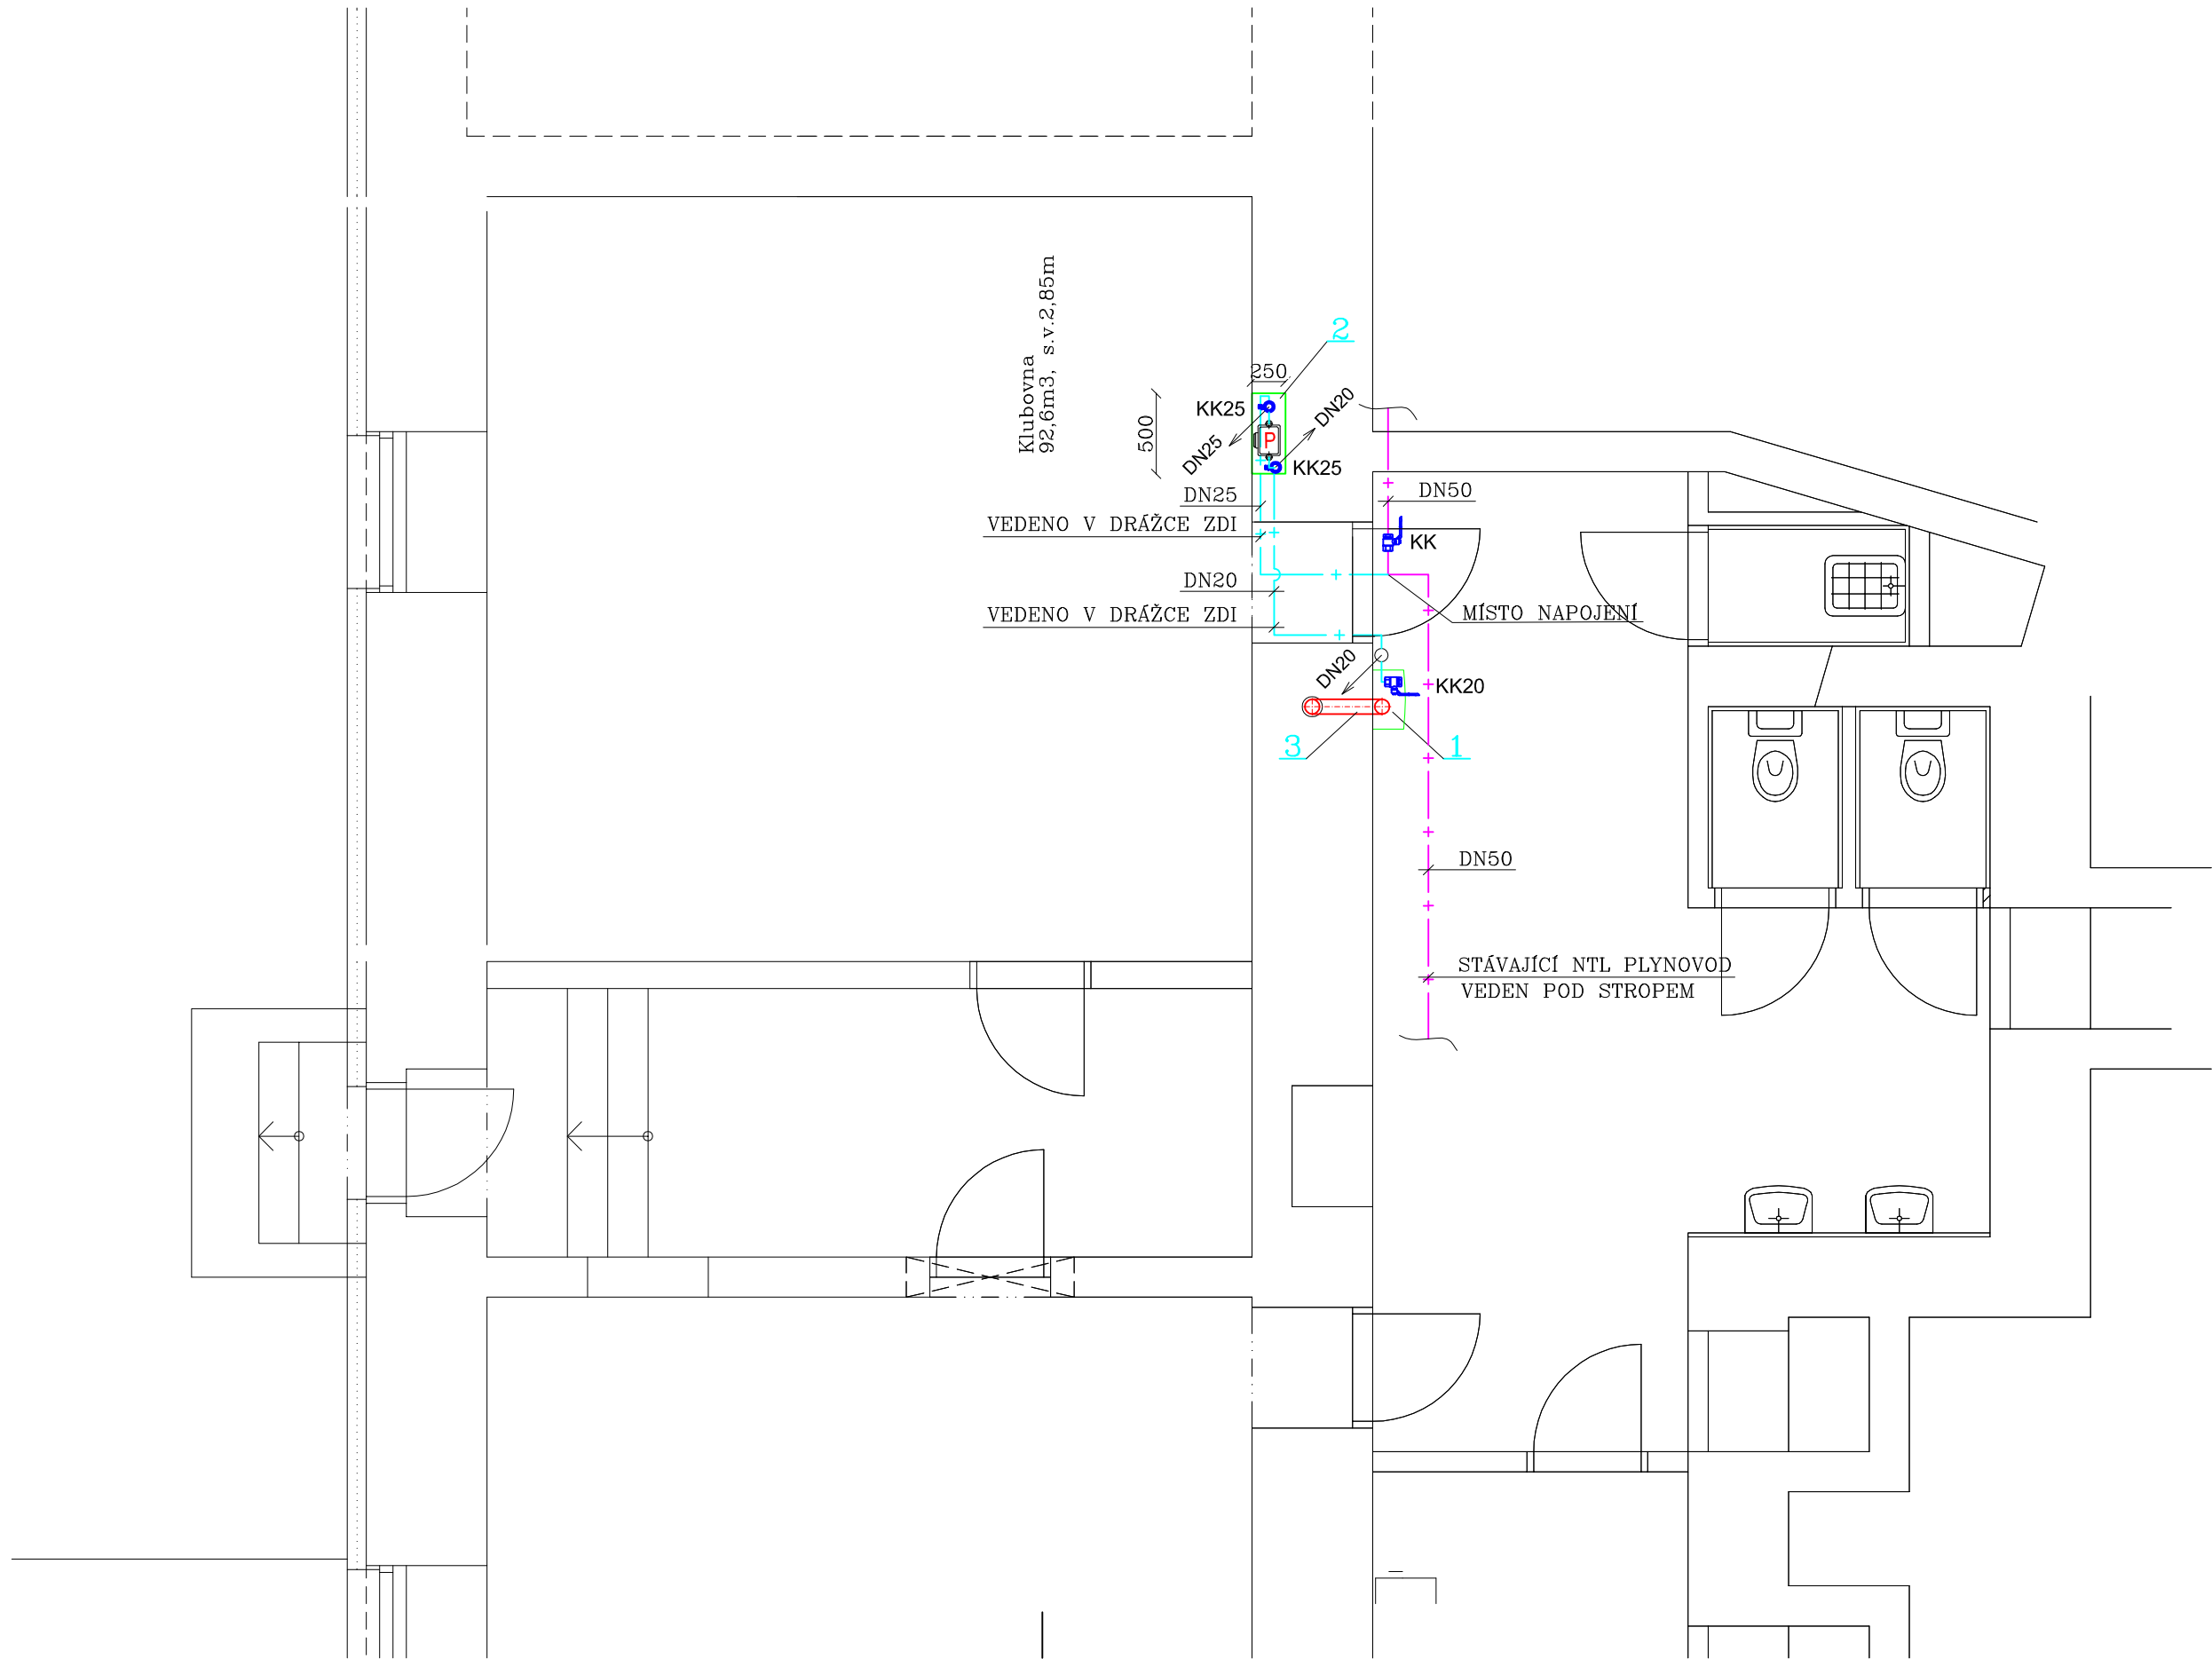 Klubovna
92,6m3, s.v.2,85m
2
250
500
KK25
DN20
P
DN25
KK25
DN25
DN50
VEDENO V DRÁŽCE ZDI
KK
DN20
VEDENO V DRÁŽCE ZDI
MÍSTO NAPOJENÍ
DN20
KK20
3
1
DN50
STÁVAJÍCÍ NTL PLYNOVOD
VEDEN POD STROPEM